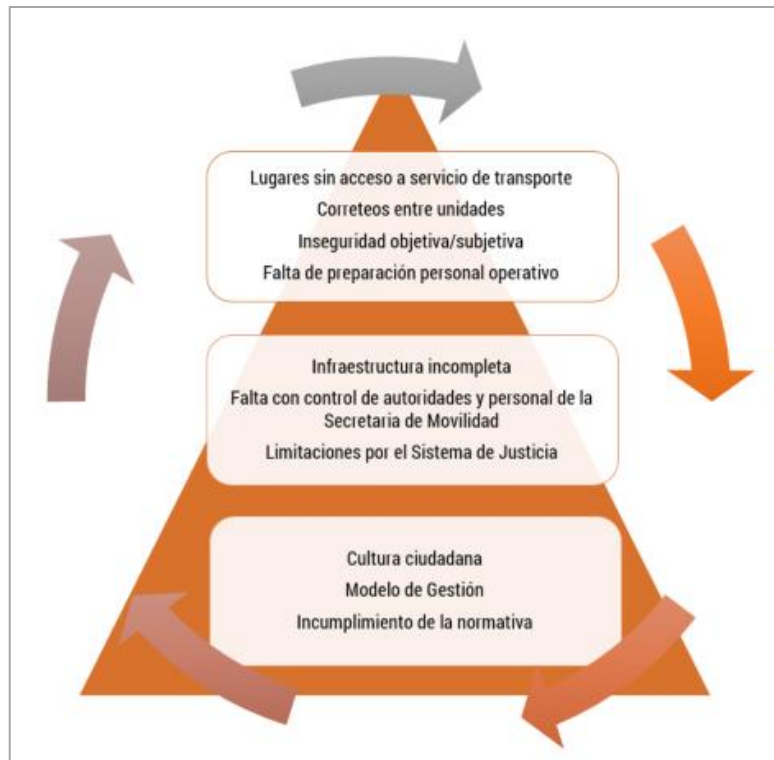 Lugares sin acceso a servicio de transporte
Correteos entre unidades
Inseguridad objetiva/subjetiva
Falta de preparación personal operativo
Infraestructura incompleta
Falta con control de autoridades y personal de la
Secretaria de Movilidad
Limitaciones por el Sistema de Justicia
Cultura ciudadana
Modelo de Gestión
Incumplimiento de la normativa